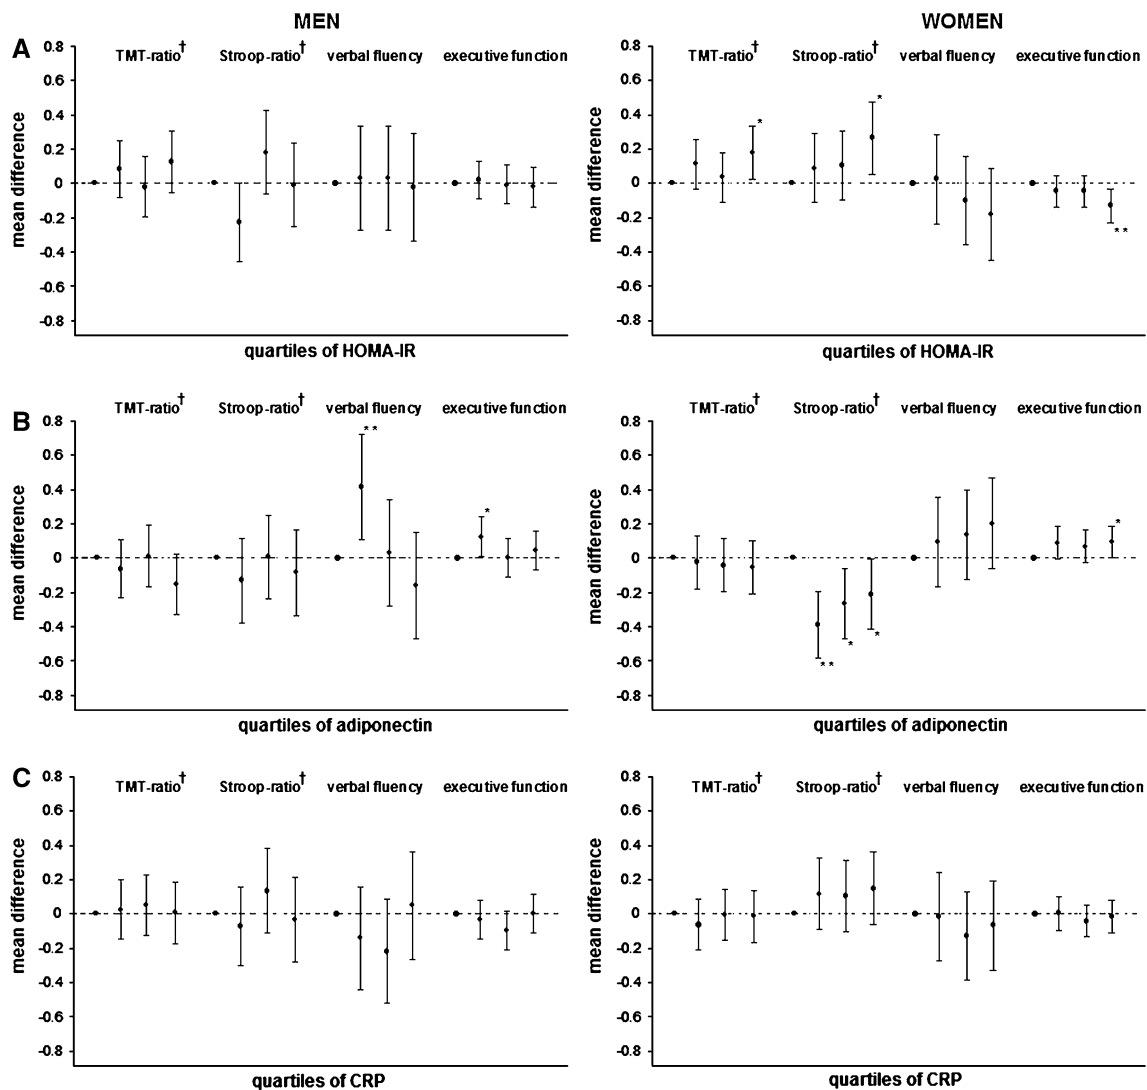 MEN WOMEN
A
0.8 TMT-ratio† Stroop-ratio† verbal fluency executive function
0.6
0.4
0.2
0
-0.2
-0.4
-0.6
-0.8
mean difference
quartiles of HOMA-IR
0.8 TMT-ratio† Stroop-ratio† verbal fluency executive function
0.6
0.4
0.2
0
-0.2
-0.4
-0.6
-0.8
mean difference
* * **
quartiles of HOMA-IR
B
0.8 TMT-ratio† Stroop-ratio† verbal fluency executive function
0.6
0.4
0.2
0
-0.2
-0.4
-0.6
-0.8
mean difference
** *
quartiles of adiponectin
0.8 TMT-ratio† Stroop-ratio† verbal fluency executive function
0.6
0.4
0.2
0
-0.2
-0.4
-0.6
-0.8
mean difference
** * * *
quartiles of adiponectin
C
0.8 TMT-ratio† Stroop-ratio† verbal fluency executive function
0.6
0.4
0.2
0
-0.2
-0.4
-0.6
-0.8
mean difference
quartiles of CRP
0.8 TMT-ratio† Stroop-ratio† verbal fluency executive function
0.6
0.4
0.2
0
-0.2
-0.4
-0.6
-0.8
mean difference
quartiles of CRP